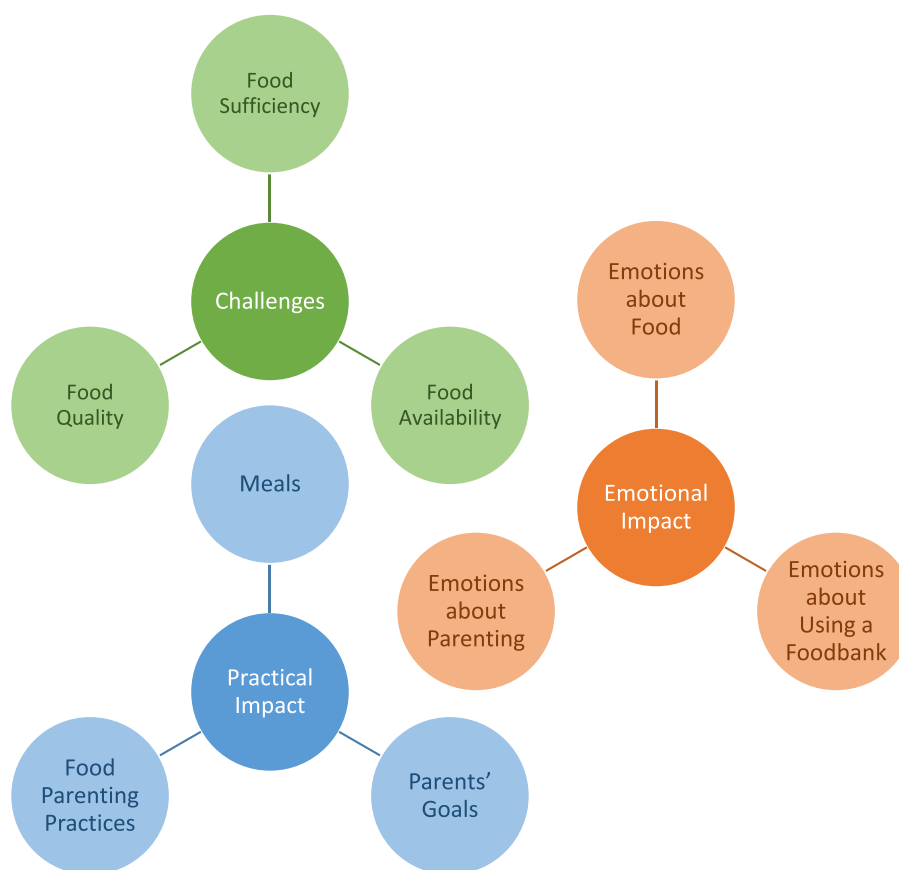 Food
Sufficiency
Challenges
Food
Quality
Food
Availability
Meals
Practical
Impact
Food
Parenting
Practices
Parents’
Goals
Emotions
about
Food
Emotional
Impact
Emotions
about
Parenting
Emotions
about
Using a
Foodbank